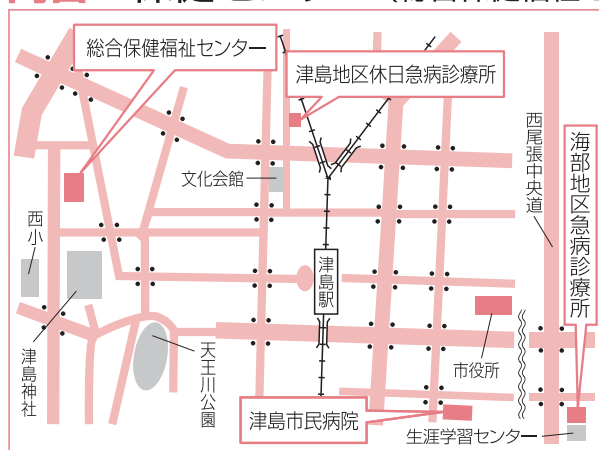 総合保健福祉センター
津島地区休日急病診療所
西尾張中央道
海部地区急病診療所
文化会館
西小
津島駅
市役所
津島神社
天王川公園
津島市民病院
生涯学習センター